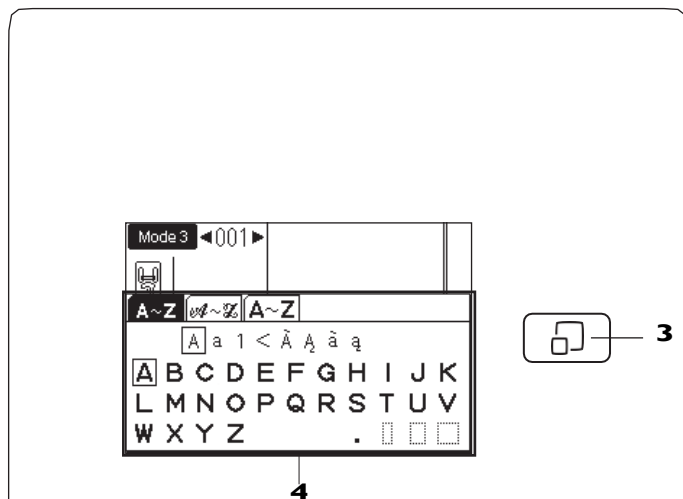 Mode 3 ◄001►
A~Z 𝒜~𝒵 A~Z
A a 1 < À Ą à ą
A B C D E F G H I J K
L M N O P Q R S T U V
W X Y Z .
3
4